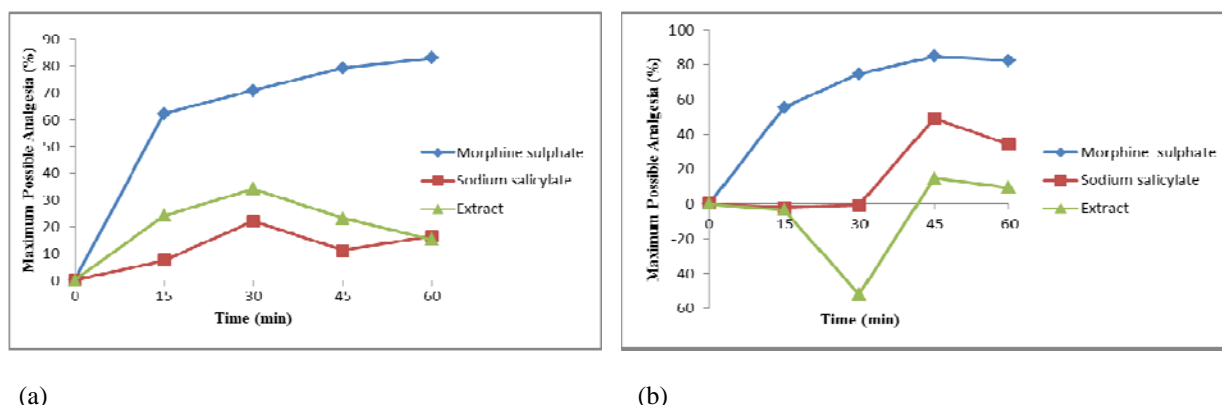 90
80
70
60
50
40
30
20
10
0
Maximum Possible Analgesia (%)
0 15 30 45 60
Time (min)
Morphine sulphate
Sodium salicylate
Extract
(a)
100
80
60
40
20
0
-20
-40
60
Maximum Possible Analgesia (%)
0 15 30 45 60
Time (min)
Morphine sulphate
Sodium salicylate
Extract
(b)